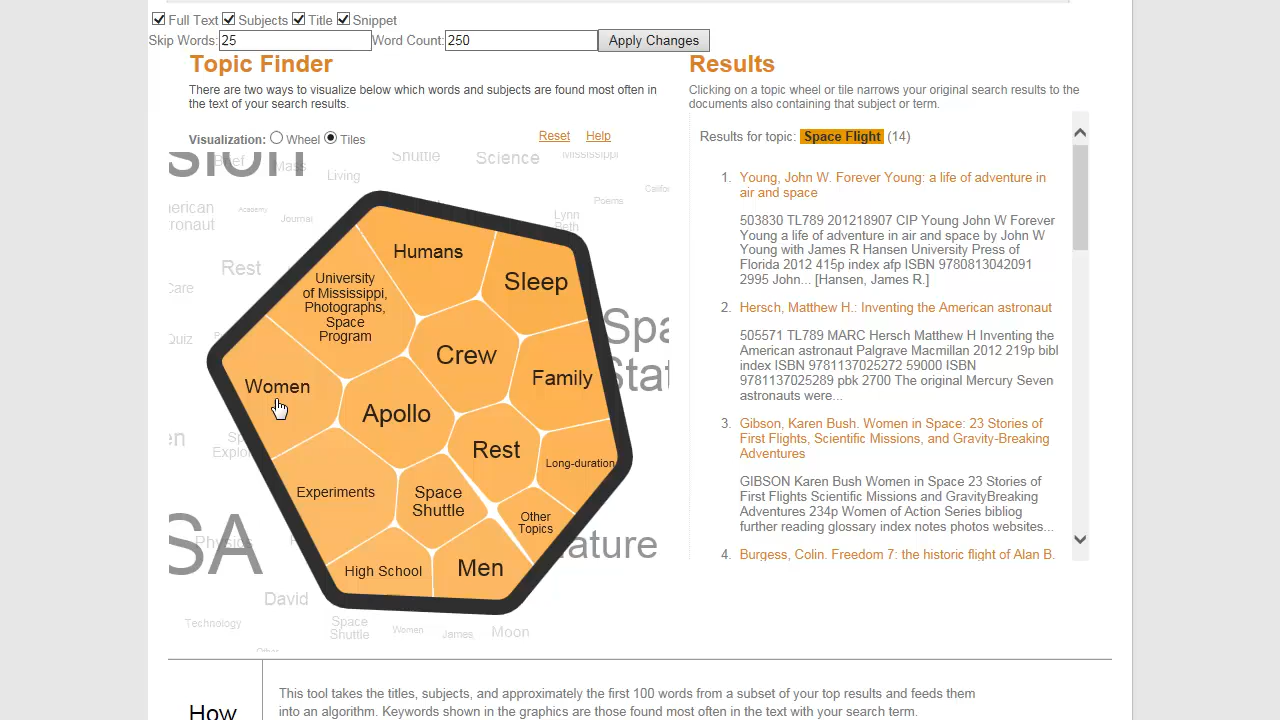 Full Text Subjects Title Snippet
Skip Words: 25 Word Count: 250 Apply Changes
Topic Finder
There are two ways to visualize below which words and subjects are found most often in
the text of your search results.
Visualization: Wheel Tiles
Reset Help
Brief
Mass
Living
Shuttle
Science
Mississippi
Academy
Journal
Poems
Lynn
Beth
Rest
Care
Quiz
Humans
Sleep
University
of Mississippi,
Photographs,
Space
Program
Crew
Women
Family
Apollo
Rest
Long-duration
Experiments
Space
Shuttle
Other
Topics
High School
Men
Physics
David
Technology
Space
Shuttle
Women
James
Moon
Results
Clicking on a topic wheel or tile narrows your original search results to the
documents also containing that subject or term.
Results for topic: Space Flight (14)
1. Young, John W. Forever Young: a life of adventure in
air and space
503830 TL789 201218907 CIP Young John W Forever
Young a life of adventure in air and space by John W
Young with James R Hansen University Press of
Florida 2012 415p index afp ISBN 9780813042091
2995 John... [Hansen, James R.]
2. Hersch, Matthew H.: Inventing the American astronaut
505571 TL789 MARC Hersch Matthew H Inventing the
American astronaut Palgrave Macmillan 2012 219p bibl
index ISBN 9781137025272 59000 ISBN
9781137025289 pbk 2700 The original Mercury Seven
astronauts were...
3. Gibson, Karen Bush. Women in Space: 23 Stories of
First Flights, Scientific Missions, and Gravity-Breaking
Adventures
GIBSON Karen Bush Women in Space 23 Stories of
First Flights Scientific Missions and GravityBreaking
Adventures 234p Women of Action Series bibliog
further reading glossary index notes photos websites...
4. Burgess, Colin. Freedom 7: the historic flight of Alan B.
How
This tool takes the titles, subjects, and approximately the first 100 words from a subset of your top results and feeds them
into an algorithm. Keywords shown in the graphics are those found most often in the text with your search term.